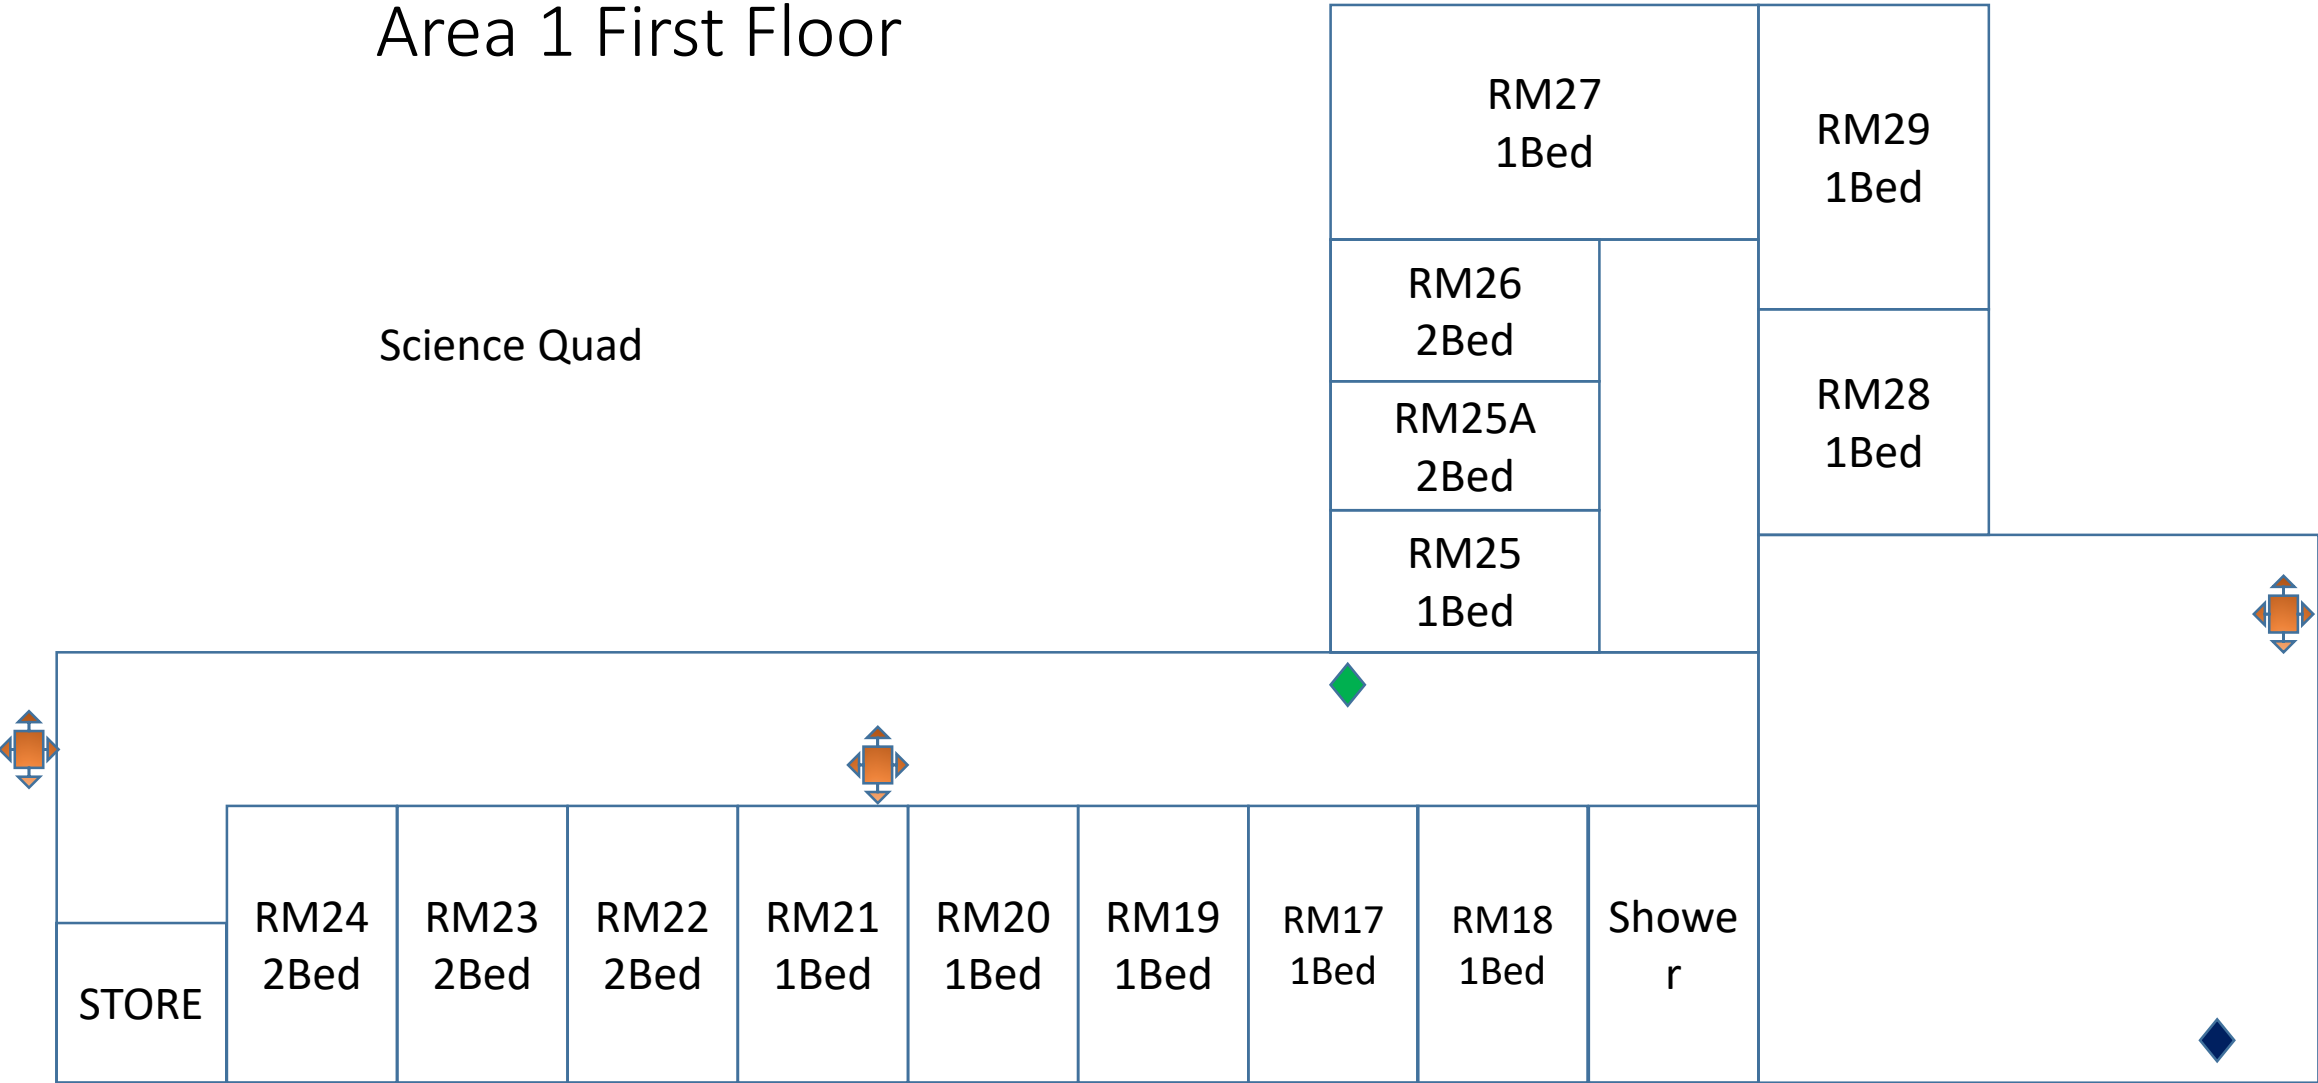 Area 1 First Floor
RM27
1Bed
RM29
1Bed
RM26
2Bed
Science Quad
RM25A
2Bed
RM28
1Bed
RM25
1Bed
STORE
RM24
2Bed
RM23
2Bed
RM22
2Bed
RM21
1Bed
RM20
1Bed
RM19
1Bed
RM17
1Bed
RM18
1Bed
Showe
r